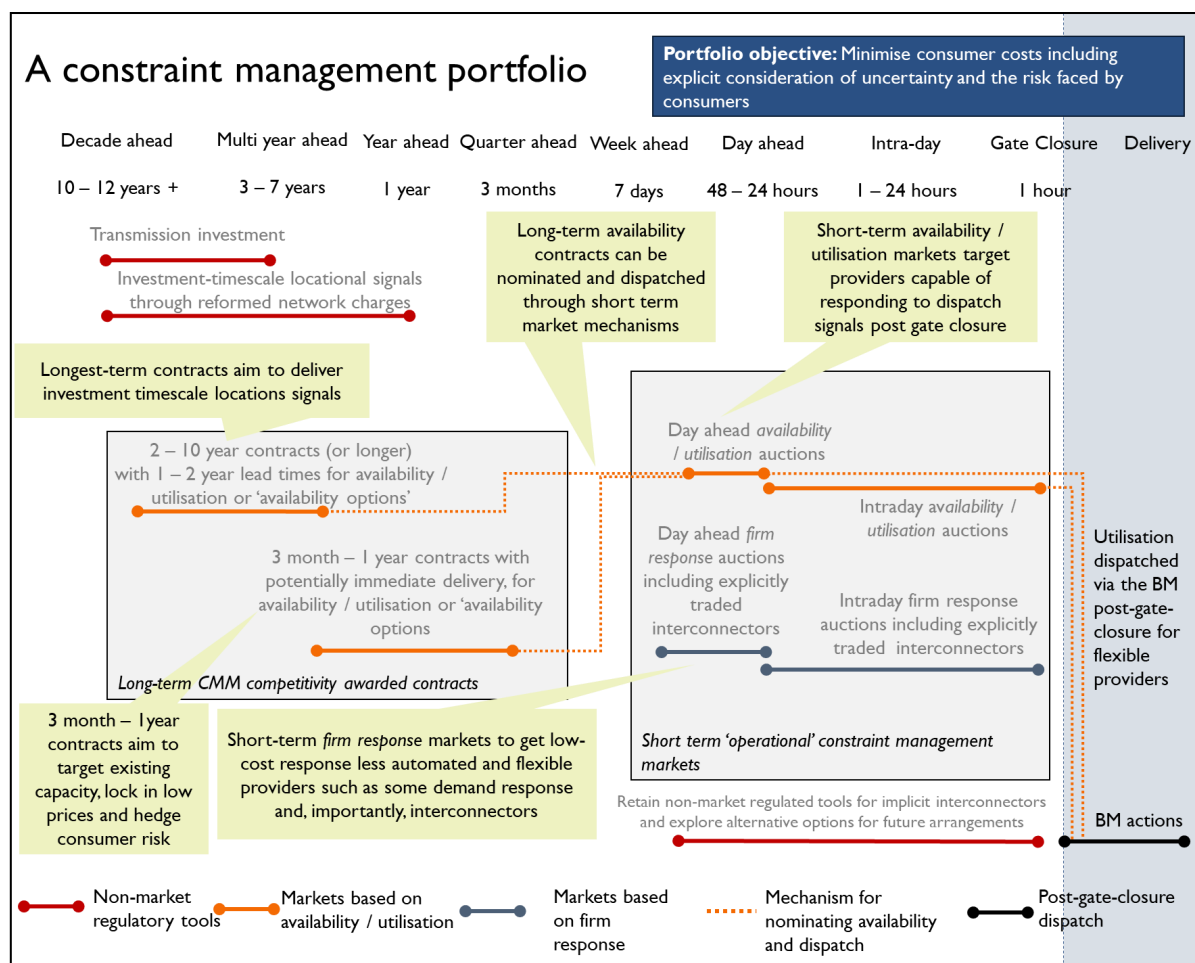 A constraint management portfolio
Portfolio objective: Minimise consumer costs including
explicit consideration of uncertainty and the risk faced by
consumers
Decade ahead
Multi year ahead
Year ahead
Quarter ahead
Week ahead
Day ahead
Intra-day
Gate Closure
Delivery
10 – 12 years +
3 – 7 years
1 year
3 months
7 days
48 – 24 hours
1 – 24 hours
1 hour
Transmission investment
Investment-timescale locational signals
through reformed network charges
Long-term availability
contracts can be
nominated and dispatched
through short term
market mechanisms
Short-term availability /
utilisation markets target
providers capable of
responding to dispatch
signals post gate closure
Longest-term contracts aim to deliver
investment timescale locations signals
2 – 10 year contracts (or longer)
with 1 – 2 year lead times for availability /
utilisation or 'availability options'
3 month – 1 year contracts with
potentially immediate delivery, for
availability / utilisation or 'availability
options
Long-term CMM competitivity awarded contracts
Day ahead availability
/ utilisation auctions
Intraday availability /
utilisation auctions
Day ahead firm
response auctions
including explicitly
traded
interconnectors
Intraday firm response
auctions including explicitly
traded interconnectors
Short term 'operational' constraint management
markets
Utilisation
dispatched
via the BM
post-gate-
closure for
flexible
providers
3 month – 1year
contracts aim to
target existing
capacity, lock in low
prices and hedge
consumer risk
Short-term firm response markets to get low-
cost response less automated and flexible
providers such as some demand response
and, importantly, interconnectors
Retain non-market regulated tools for implicit interconnectors
and explore alternative options for future arrangements
BM actions
Non-market
regulatory tools
Markets based on
availability / utilisation
Markets based
on firm
response
Mechanism for
nominating availability
and dispatch
Post-gate-closure
dispatch